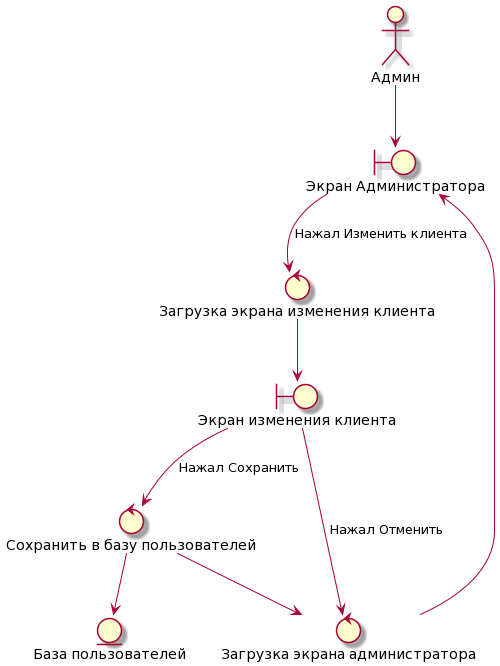 Админ
Экран Администратора
Нажал Изменить клиента
Загрузка экрана изменения клиента
Экран изменения клиента
Нажал Сохранить
Нажал Отменить
Сохранить в базу пользователей
База пользователей
Загрузка экрана администратора